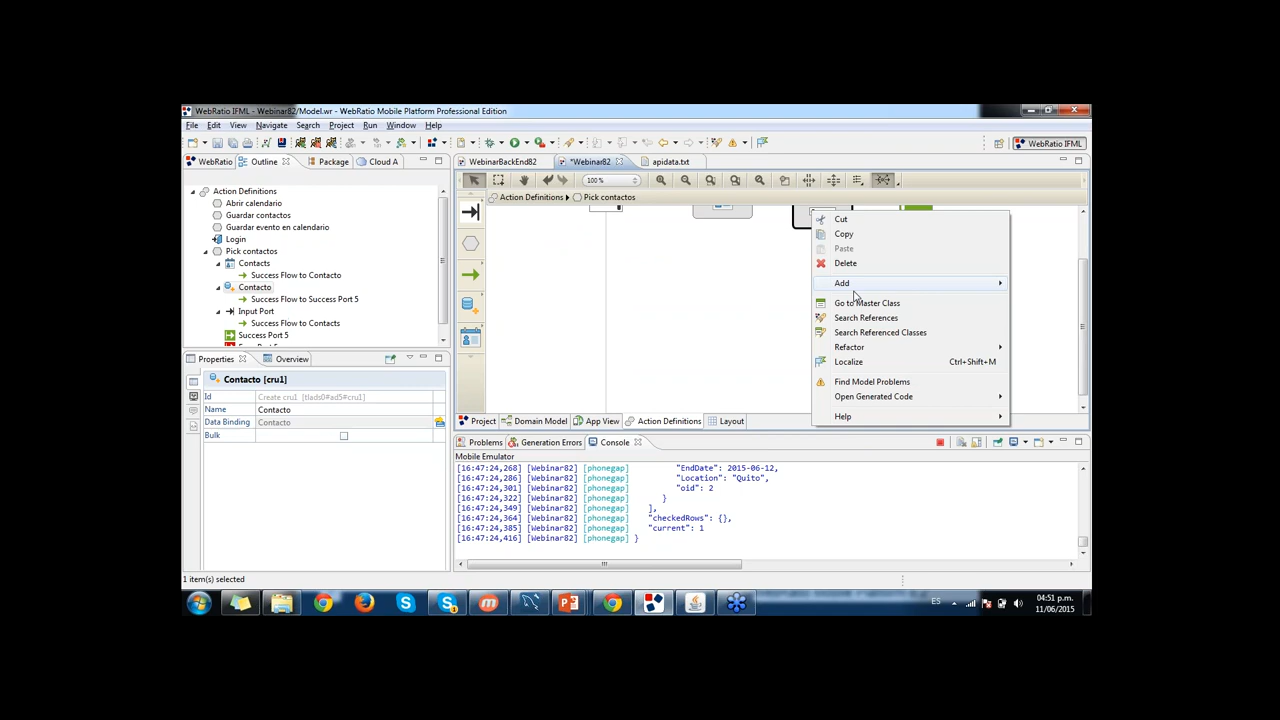 WebRatio IFML - Webinar82/Model.wr - WebRatio Mobile Platform Professional Edition
File Edit View Navigate Search Project Run Window Help
WebRatio IFML
WebRatio Outline Package Cloud A
WebinarBackEnd82 *Webinar82 apidata.txt
100%
Action Definitions Pick contactos
Action Definitions
Abrir calendario
Guardar contactos
Guardar evento en calendario
Login
Pick contactos
Contacts
Success Flow to Contacto
Contacto
Success Flow to Success Port 5
Input Port
Success Flow to Contacts
Success Port 5
Cut
Copy
Paste
Delete
Add
Go to Master Class
Search References
Search Referenced Classes
Refactor
Localize Ctrl+Shift+M
Find Model Problems
Open Generated Code
Help
Properties Overview
Contacto [cru1]
Id Create cru1 [tlads0#ad5#cru1]
Name Contacto
Data Binding Contacto
Bulk
Project Domain Model App View Action Definitions Layout
Problems Generation Errors Console
Mobile Emulator
[16:47:24,268] [Webinar82] [phonegap] "EndDate": 2015-06-12,
[16:47:24,286] [Webinar82] [phonegap] "Location": "Quito",
[16:47:24,301] [Webinar82] [phonegap] "oid": 2
[16:47:24,322] [Webinar82] [phonegap] }
[16:47:24,349] [Webinar82] [phonegap] ],
[16:47:24,364] [Webinar82] [phonegap] "checkedRows": {},
[16:47:24,385] [Webinar82] [phonegap] "current": 1
[16:47:24,416] [Webinar82] [phonegap] }
1 item(s) selected
ES
04:51 p.m.
11/06/2015